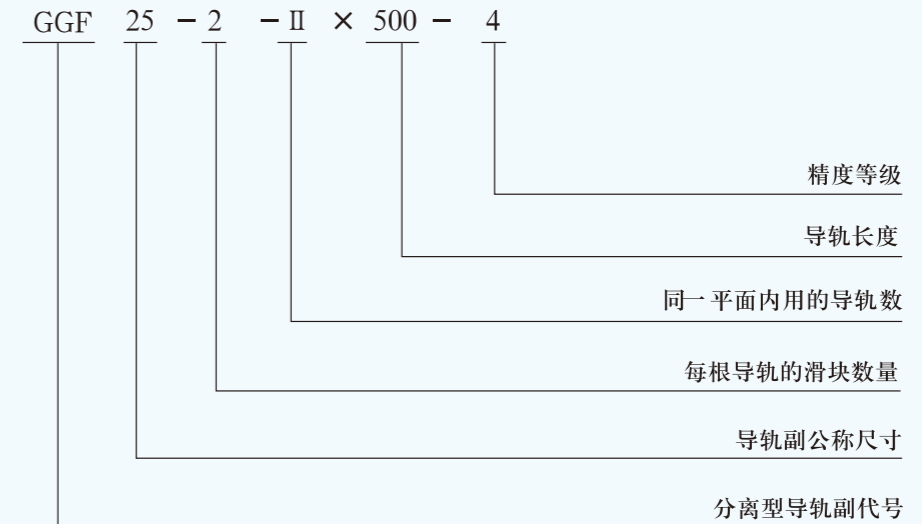 GGF 25 - 2 - Ⅱ × 500 - 4
精度等级
导轨长度
同一平面内用的导轨数
每根导轨的滑块数量
导轨副公称尺寸
分离型导轨副代号